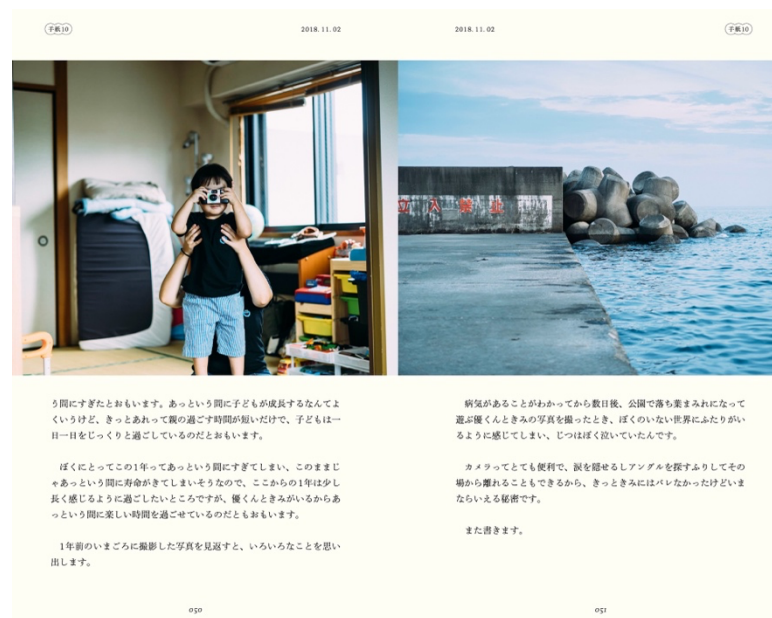 手紙10
2018.11.02
う間にすぎたとおもいます。あっという間に子どもが成長するなんてよ
くいうけど、きっとあれって親の過ごす時間が短いだけで、子どもは一
日一日をじっくりと過ごしているのだとおもいます。
ぼくにとってこの1年ってあっという間にすぎてしまい、このままじ
ゃあっという間に寿命がきてしまいそうなので、ここからの1年は少し
長く感じるように過ごしたいところですが、優くんときみがいるからあ
っという間に楽しい時間を過ごせているのだともおもいます。
1年前のいまごろに撮影した写真を見返すと、いろいろなことを思い
出します。
050
2018.11.02
手紙10
立入禁止
病気があることがわかってから数日後、公園で落ち葉まみれになって
遊ぶ優くんときみの写真を撮ったとき、ぼくのいない世界にふたりがい
るように感じてしまい、じつはぼく泣いていたんです。
カメラってとても便利で、涙を隠せるしアングルを探すふりしてその
場から離れることもできるから、きっときみにはバレなかったけどいま
ならいえる秘密です。
また書きます。
051